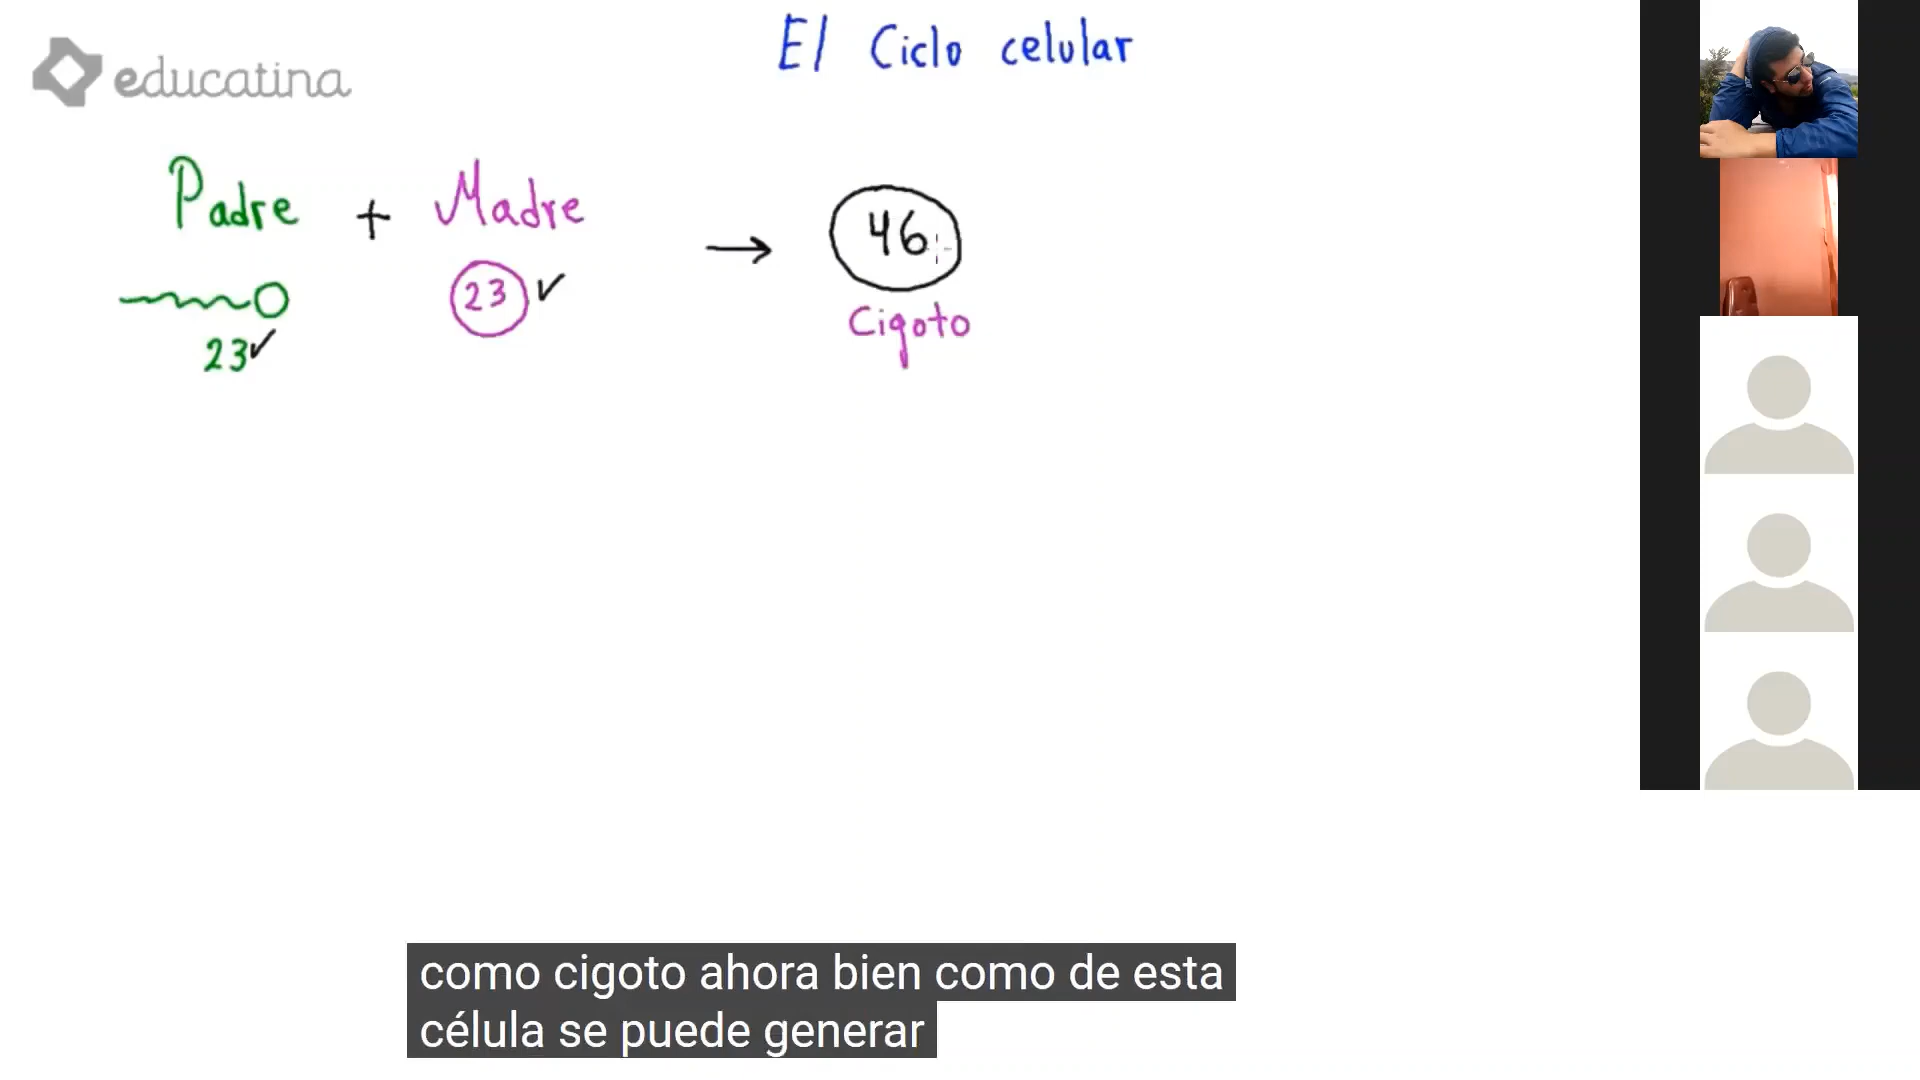 El Ciclo celular
educatina
Padre + Madre → 46
23✓ 23 ✓ Cigoto
como cigoto ahora bien como de esta
célula se puede generar